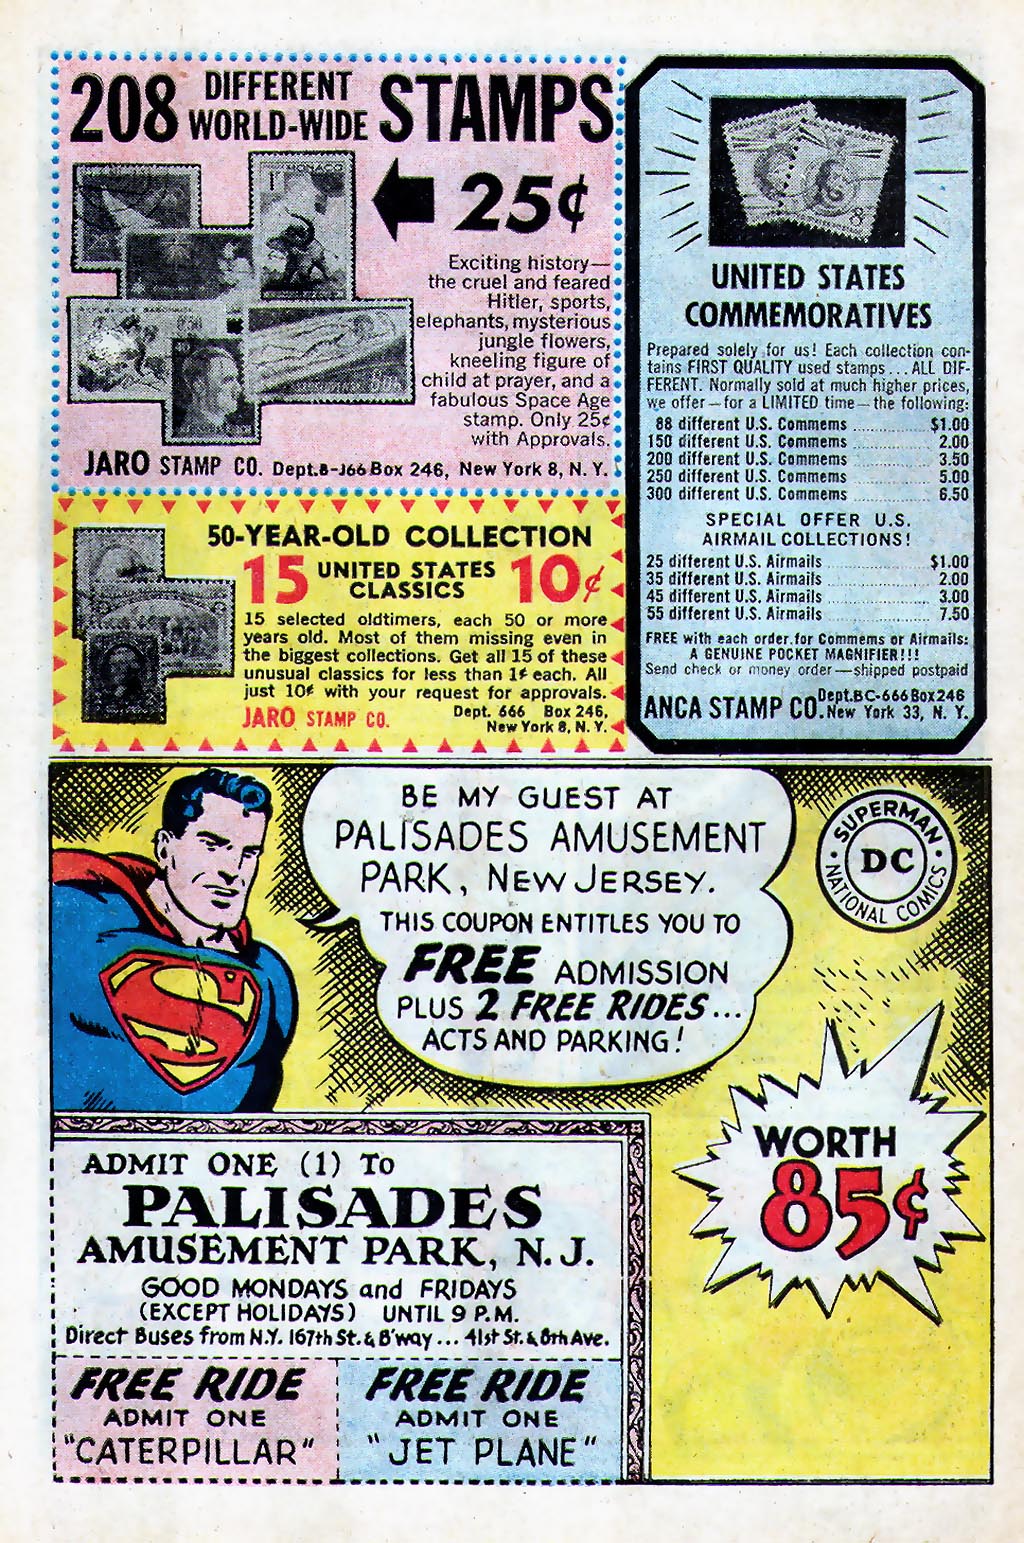 208 DIFFERENT WORLD-WIDE STAMPS
MONACO
1F
25¢
Exciting history—
the cruel and feared
Hitler, sports,
elephants, mysterious
jungle flowers,
kneeling figure of
child at prayer, and a
fabulous Space Age
stamp. Only 25¢
with Approvals.
JARO STAMP CO. Dept.8-J66 Box 246, New York 8, N. Y.
50-YEAR-OLD COLLECTION
15 UNITED STATES CLASSICS 10¢
15 selected oldtimers, each 50 or more
years old. Most of them missing even in
the biggest collections. Get all 15 of these
unusual classics for less than 1¢ each. All
just 10¢ with your request for approvals.
JARO STAMP CO. Dept. 666 Box 246,
New York 8, N. Y.
8
UNITED STATES
COMMEMORATIVES
Prepared solely for us! Each collection con-
tains FIRST QUALITY used stamps...ALL DIF-
FERENT. Normally sold at much higher prices,
we offer—for a LIMITED time—the following:
88 different U.S. Commems ............ $1.00
150 different U.S. Commems ............ 2.00
200 different U.S. Commems ............ 3.50
250 different U.S. Commems ............ 5.00
300 different U.S. Commems ............ 6.50
SPECIAL OFFER U.S.
AIRMAIL COLLECTIONS!
25 different U.S. Airmails ............ $1.00
35 different U.S. Airmails ............ 2.00
45 different U.S. Airmails ............ 3.00
55 different U.S. Airmails ............ 7.50
FREE with each order for Commems or Airmails:
A GENUINE POCKET MAGNIFIER!!!
Send check or money order—shipped postpaid
ANCA STAMP CO. Dept.BC-666 Box 246
New York 33, N. Y.
BE MY GUEST AT
PALISADES AMUSEMENT
PARK, NEW JERSEY.
THIS COUPON ENTITLES YOU TO
FREE ADMISSION
PLUS 2 FREE RIDES...
ACTS AND PARKING!
SUPERMAN
DC
NATIONAL COMICS
S
WORTH
85¢
ADMIT ONE (1) TO
PALISADES
AMUSEMENT PARK, N.J.
GOOD MONDAYS and FRIDAYS
(EXCEPT HOLIDAYS) UNTIL 9 P.M.
Direct Buses from N.Y. 167th St. & B'way... 41st St. & 8th Ave.
FREE RIDE
ADMIT ONE
"CATERPILLAR"
FREE RIDE
ADMIT ONE
"JET PLANE"